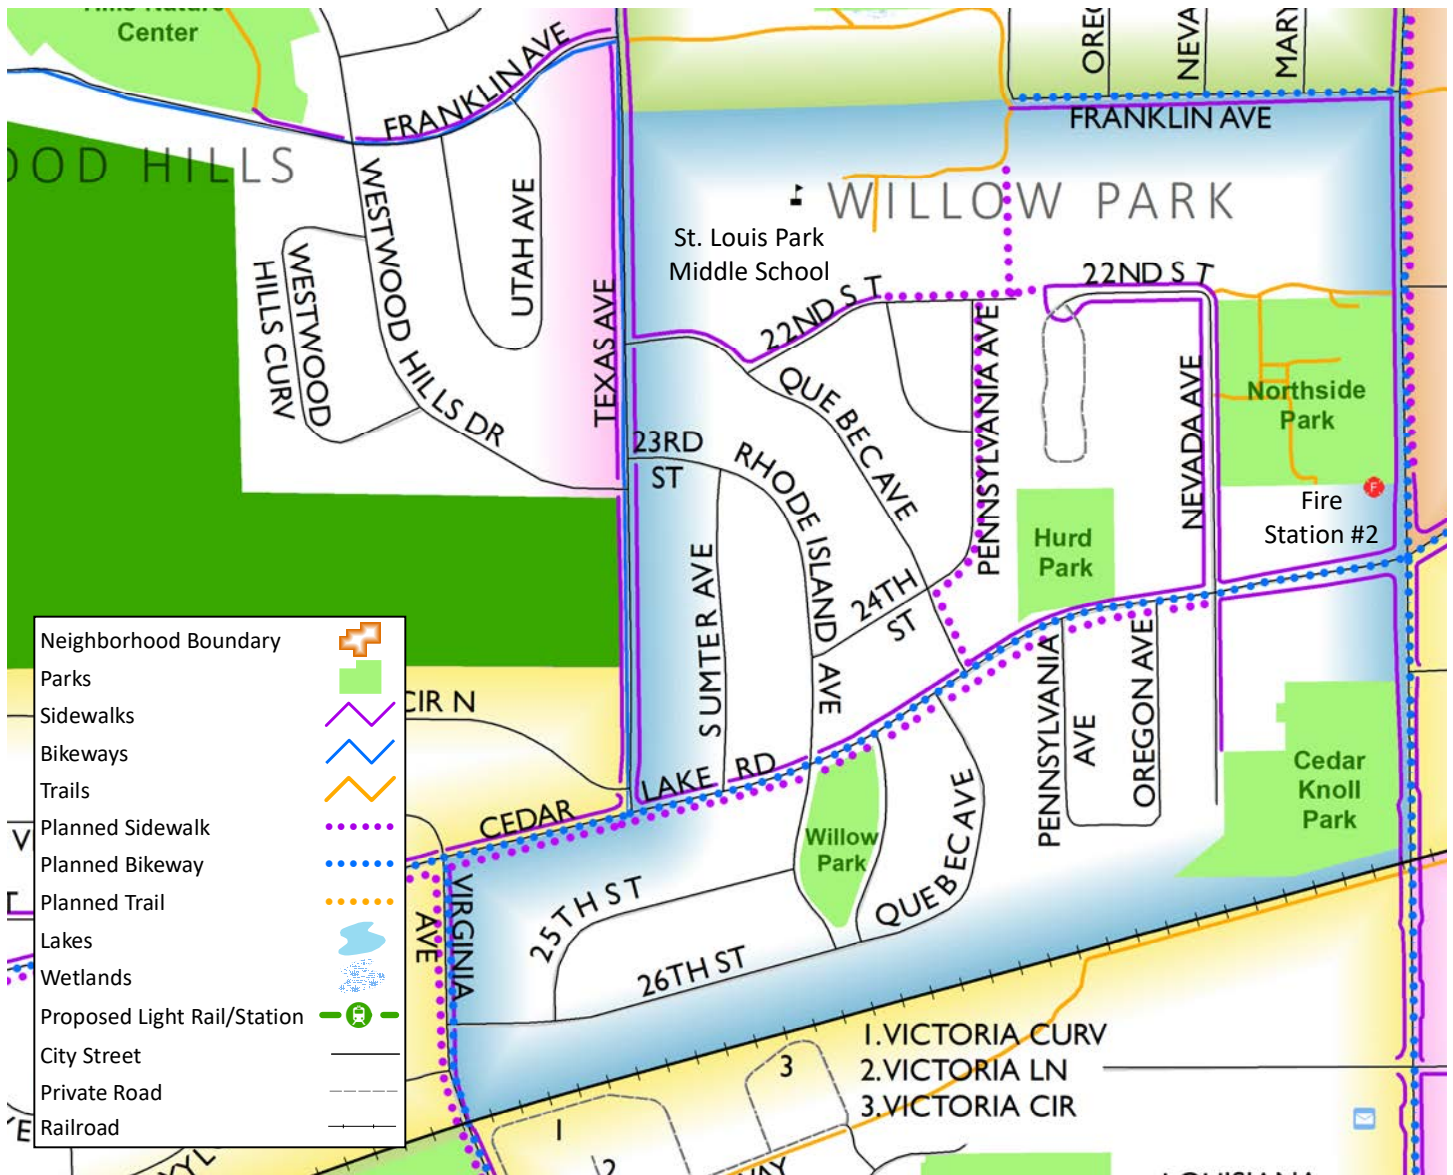 Center
FRANKLIN AVE
OOD HILLS
WESTWOOD HILLS DR
UTAH AVE
WESTWOOD
HILLS CURV
TEXAS AVE
OREG
NEVA
MARY
FRANKLIN AVE
WILLOW PARK
St. Louis Park
Middle School
22ND ST
22ND ST
QUEBEC AVE
PENNSYLVANIA AVE
NEVADA AVE
Northside
Park
23RD
ST
RHODE ISLAND
AVE
SUMTER AVE
24TH
ST
Hurd
Park
Fire
Station #2
F
CIR N
CEDAR LAKE RD
PENNSYLVANIA
AVE
OREGON AVE
Cedar
Knoll
Park
Willow
Park
QUEBEC AVE
VIRGINIA
AVE
25TH ST
26TH ST
1.VICTORIA CURV
2.VICTORIA LN
3.VICTORIA CIR
1
2
3
Neighborhood Boundary
Parks
Sidewalks
Bikeways
Trails
Planned Sidewalk
Planned Bikeway
Planned Trail
Lakes
Wetlands
Proposed Light Rail/Station
City Street
Private Road
Railroad